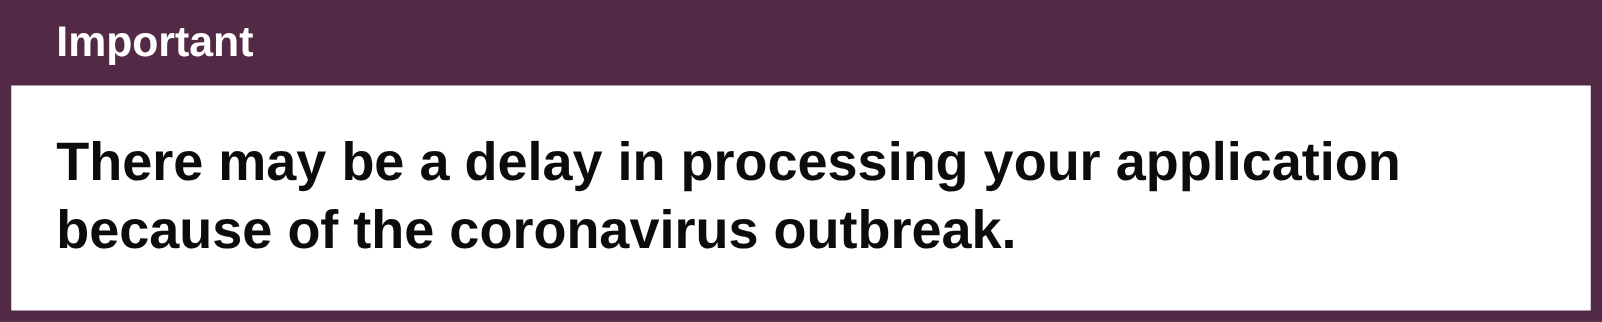 Important
There may be a delay in processing your application
because of the coronavirus outbreak.